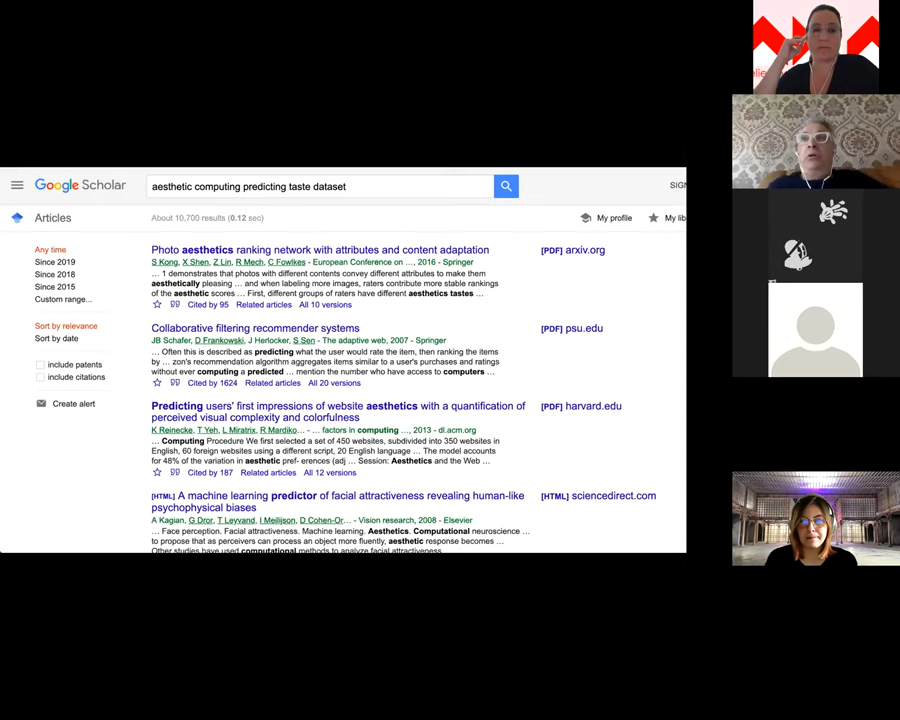 Google Scholar
aesthetic computing predicting taste dataset
SIGN
Articles
About 10,700 results (0.12 sec)
My profile
My lib
Any time
Since 2019
Since 2018
Since 2015
Custom range...
Sort by relevance
Sort by date
include patents
include citations
Create alert
Photo aesthetics ranking network with attributes and content adaptation
[PDF] arxiv.org
S Kong, X Shen, Z Lin, R Mech, C Fowlkes - European Conference on …, 2016 - Springer
… 1 demonstrates that photos with different contents convey different attributes to make them
aesthetically pleasing … and when labeling more images, raters contribute more stable rankings
of the aesthetic scores … First, different groups of raters have different aesthetics tastes …
Cited by 95 Related articles All 10 versions
Collaborative filtering recommender systems
[PDF] psu.edu
JB Schafer, D Frankowski, J Herlocker, S Sen - The adaptive web, 2007 - Springer
… Often this is described as predicting what the user would rate the item, then ranking the items
by … zon's recommendation algorithm aggregates items similar to a user's purchases and ratings
without ever computing a predicted … mention the number who have access to computers …
Cited by 1624 Related articles All 20 versions
Predicting users' first impressions of website aesthetics with a quantification of
perceived visual complexity and colorfulness
[PDF] harvard.edu
K Reinecke, T Yeh, L Miratrix, R Mardiko… - … factors in computing …, 2013 - dl.acm.org
… Computing Procedure We first selected a set of 450 websites, subdivided into 350 websites in
English, 60 foreign websites using a different script, 20 English language … The model accounts
for 48% of the variation in aesthetic pref- erences (adj … Session: Aesthetics and the Web …
Cited by 187 Related articles All 12 versions
[HTML] A machine learning predictor of facial attractiveness revealing human-like
psychophysical biases
[HTML] sciencedirect.com
A Kagian, G Dror, T Leyvand, I Meilijson, D Cohen-Or… - Vision research, 2008 - Elsevier
… Face perception. Facial attractiveness. Machine learning. Aesthetics. Computational neuroscience …
to propose that as perceivers can process an object more fluently, aesthetic response becomes …
Other studies have used computational methods to analyze facial attractiveness